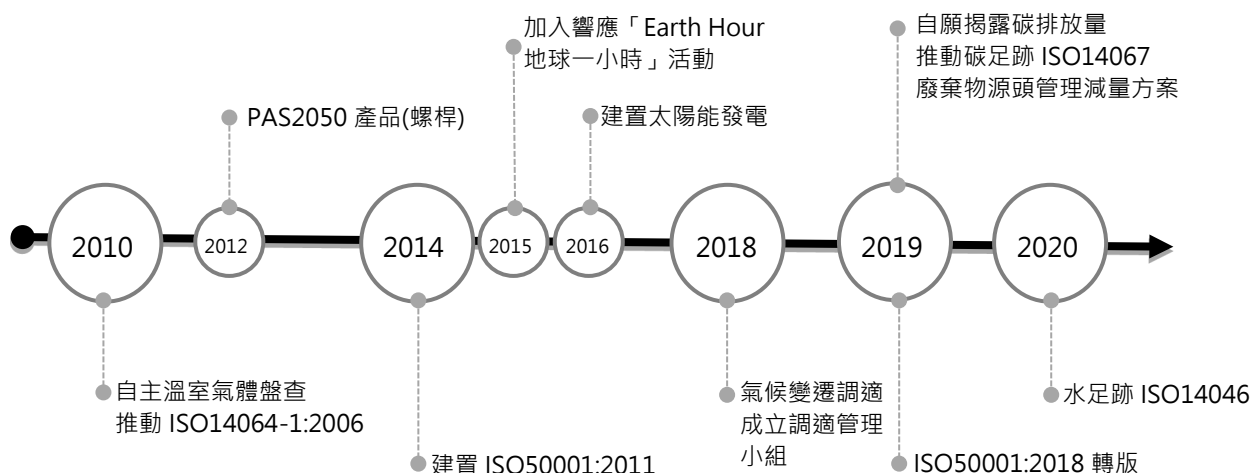 加入響應「Earth Hour
地球一小時」活動
自願揭露碳排放量
推動碳足跡 ISO14067
廢棄物源頭管理減量方案
PAS2050 產品(螺桿)
建置太陽能發電
2010
2012
2014
2015
2016
2018
2019
2020
自主溫室氣體盤查
推動 ISO14064-1:2006
氣候變遷調適
成立調適管理
小組
水足跡 ISO14046
建置 ISO50001:2011
ISO50001:2018 轉版